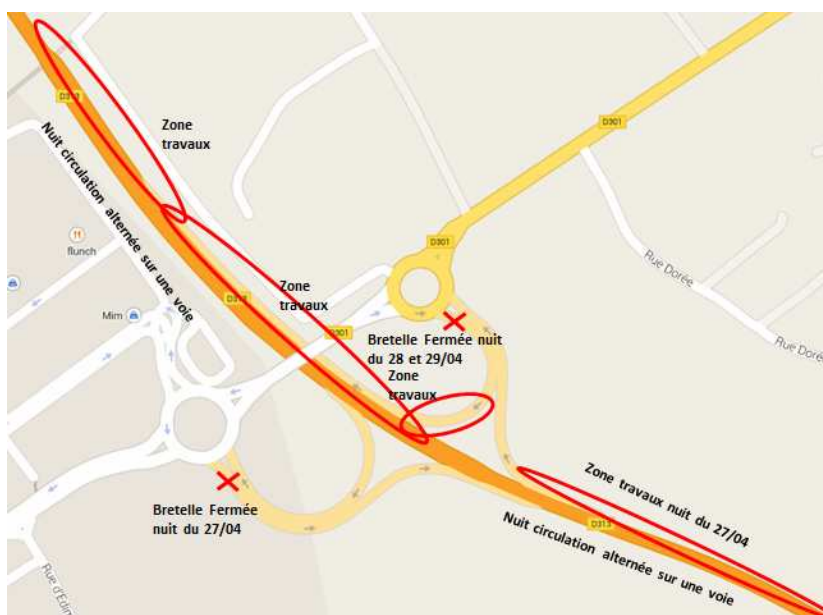 D313
Zone
travaux
Nuit circulation alternée sur une voie
flunch
Mim
D313
Zone
travaux
D301
D301
D301
Rue Dorée
Rue Dorée
Bretelle Fermée nuit
du 28 et 29/04
Zone
travaux
Bretelle Fermée
nuit du 27/04
Zone travaux nuit du 27/04
D313
Nuit circulation alternée sur une voie
Rue d'Edim